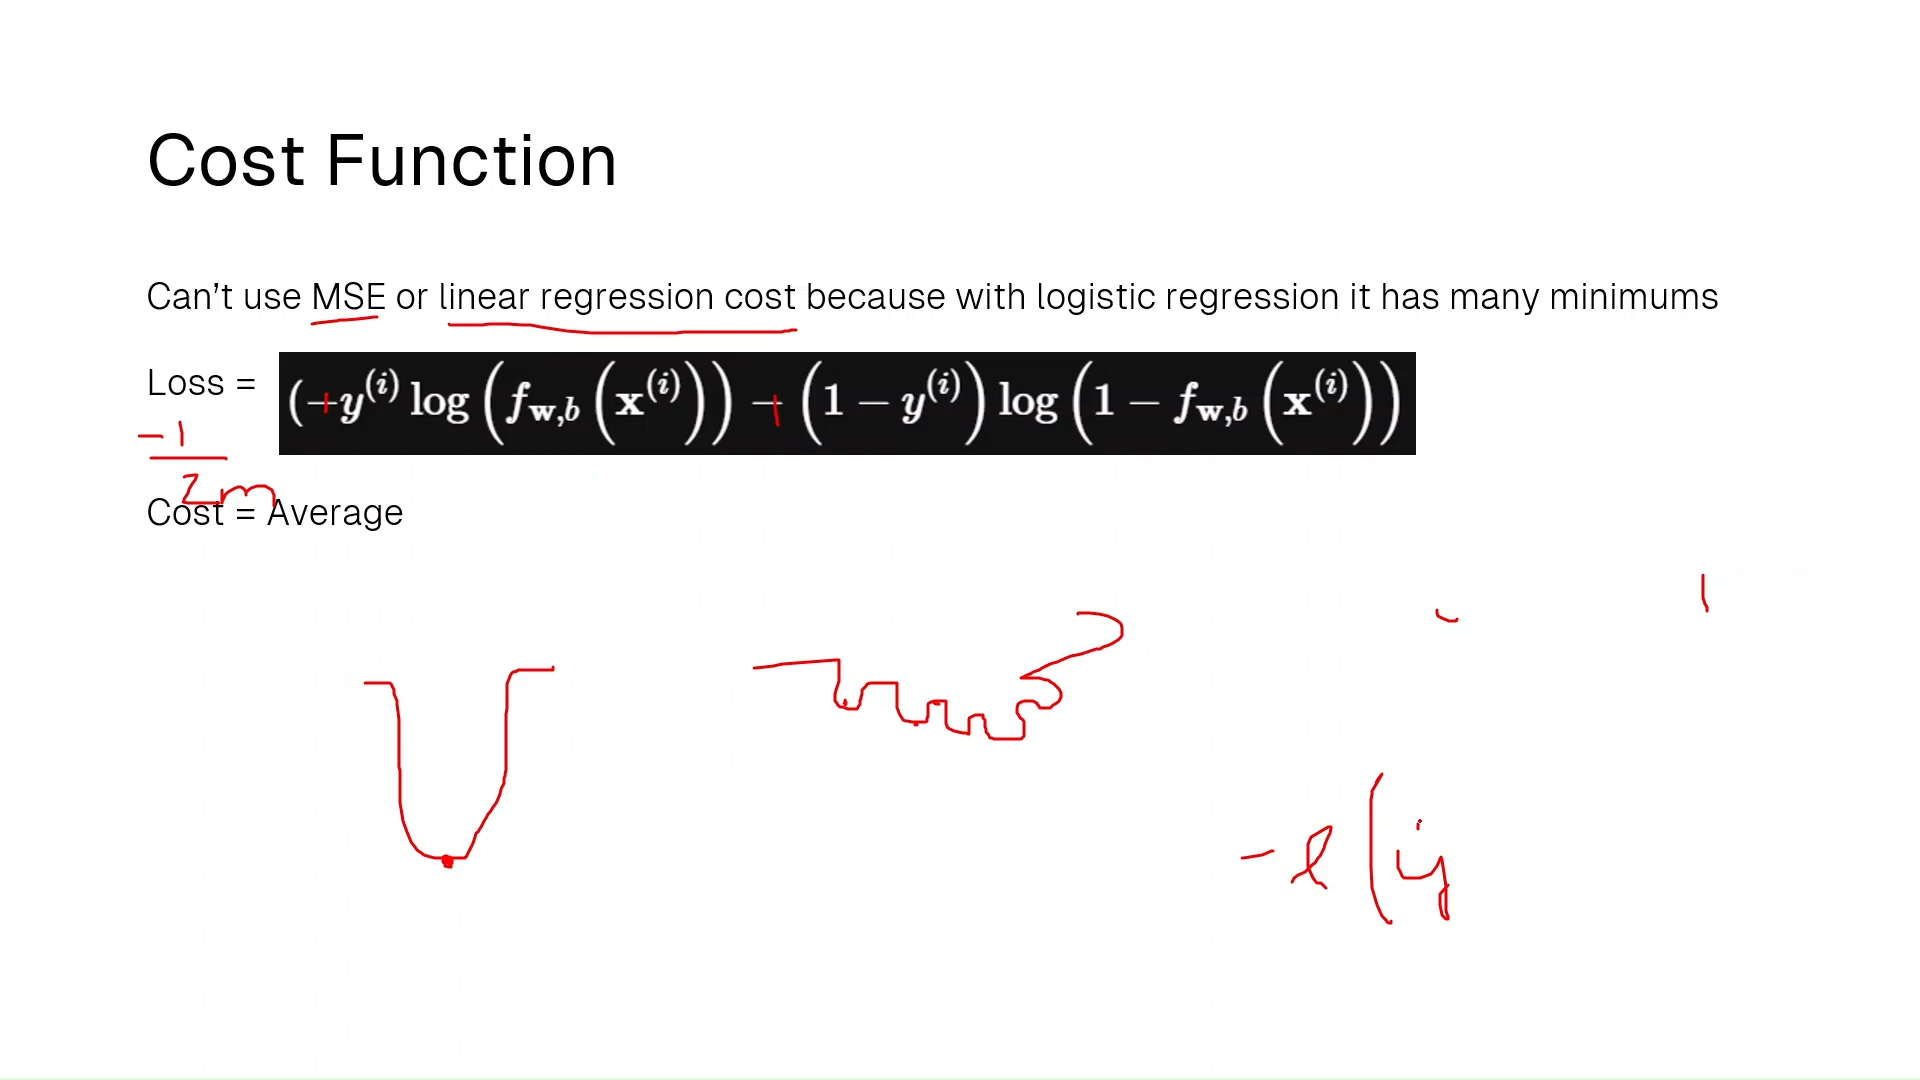 Cost Function
Can't use MSE or linear regression cost because with logistic regression it has many minimums
Loss = (−y^(i) log(f_w,b(x^(i))) − (1 − y^(i)) log(1 − f_w,b(x^(i))))
-1
2m
Cost = Average